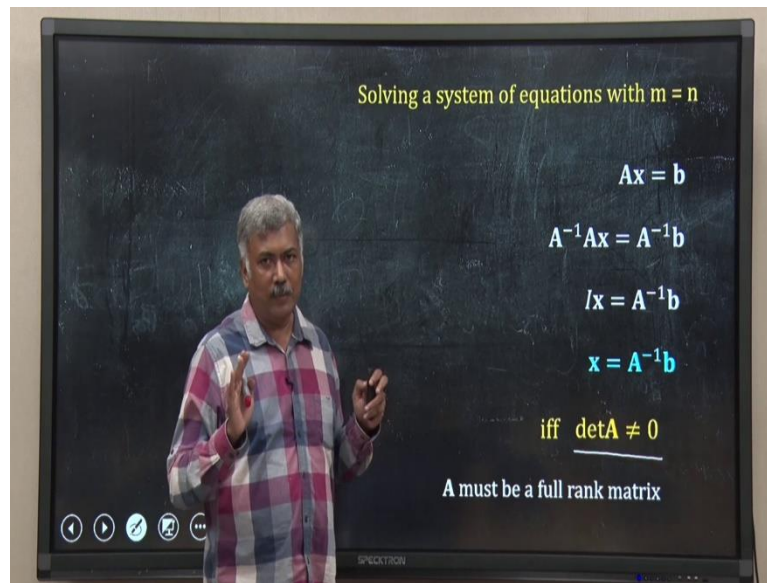 Solving a system of equations with m = n
Ax = b
A⁻¹Ax = A⁻¹b
Ix = A⁻¹b
x = A⁻¹b
iff detA ≠ 0
A must be a full rank matrix
SPECKTRON